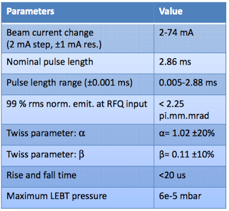 Parameters Value
Beam current change 2-74 mA
(2 mA step, ±1 mA res.)
Nominal pulse length 2.86 ms
Pulse length range (±0.001 ms) 0.005-2.88 ms
99 % rms norm. emit. at RFQ input < 2.25
pi.mm.mrad
Twiss parameter: α α= 1.02 ±20%
Twiss parameter: β β= 0.11 ±10%
Rise and fall time <20 us
Maximum LEBT pressure 6e-5 mbar